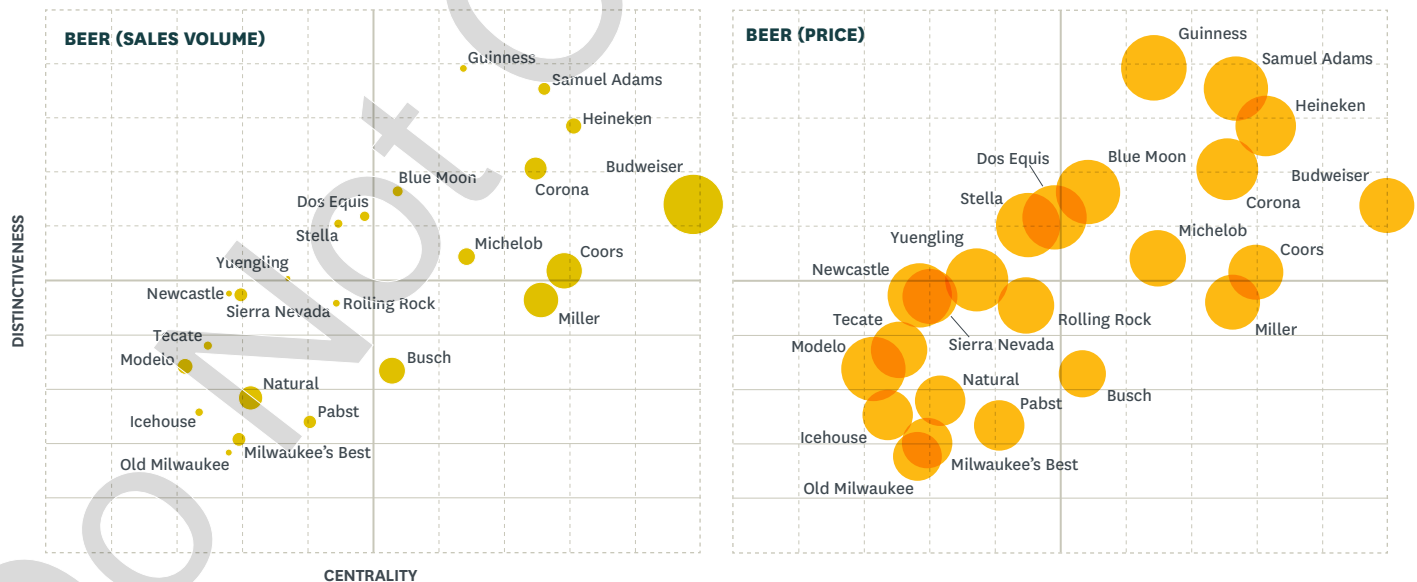 BEER (SALES VOLUME)
Guinness
Samuel Adams
Heineken
Budweiser
Blue Moon
Corona
Dos Equis
Stella
Michelob
Coors
Yuengling
Newcastle
Sierra Nevada
Rolling Rock
Miller
Tecate
Modelo
Busch
Natural
Icehouse
Pabst
Milwaukee's Best
Old Milwaukee
DISTINCTIVENESS
CENTRALITY
BEER (PRICE)
Guinness
Samuel Adams
Heineken
Dos Equis
Blue Moon
Budweiser
Stella
Corona
Michelob
Yuengling
Coors
Newcastle
Tecate
Rolling Rock
Miller
Sierra Nevada
Modelo
Natural
Busch
Pabst
Icehouse
Milwaukee's Best
Old Milwaukee
Do Not